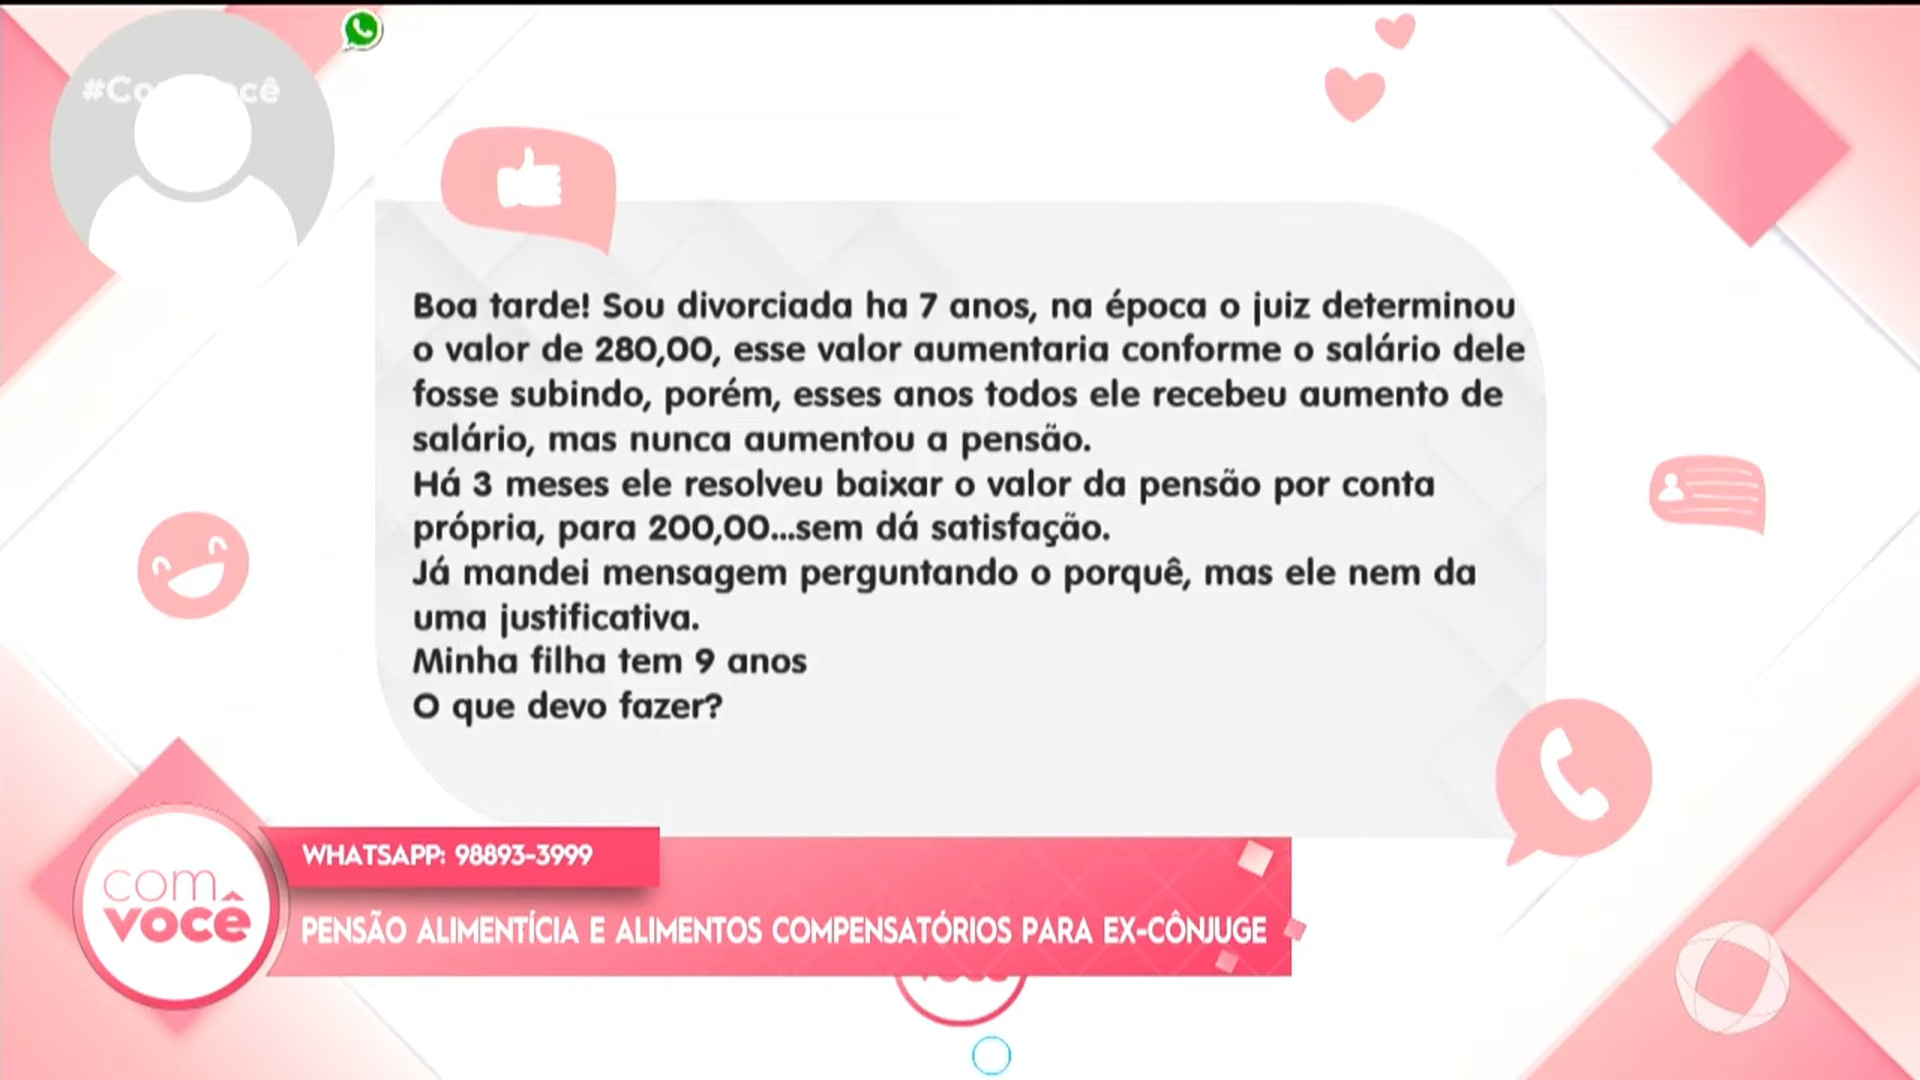 Boa tarde! Sou divorciada ha 7 anos, na época o juiz determinou
o valor de 280,00, esse valor aumentaria conforme o salário dele
fosse subindo, porém, esses anos todos ele recebeu aumento de
salário, mas nunca aumentou a pensão.
Há 3 meses ele resolveu baixar o valor da pensão por conta
própria, para 200,00...sem dá satisfação.
Já mandei mensagem perguntando o porquê, mas ele nem da
uma justificativa.
Minha filha tem 9 anos
O que devo fazer?
WHATSAPP: 98893-3999
com
você
PENSÃO ALIMENTÍCIA E ALIMENTOS COMPENSATÓRIOS PARA EX-CÔNJUGE